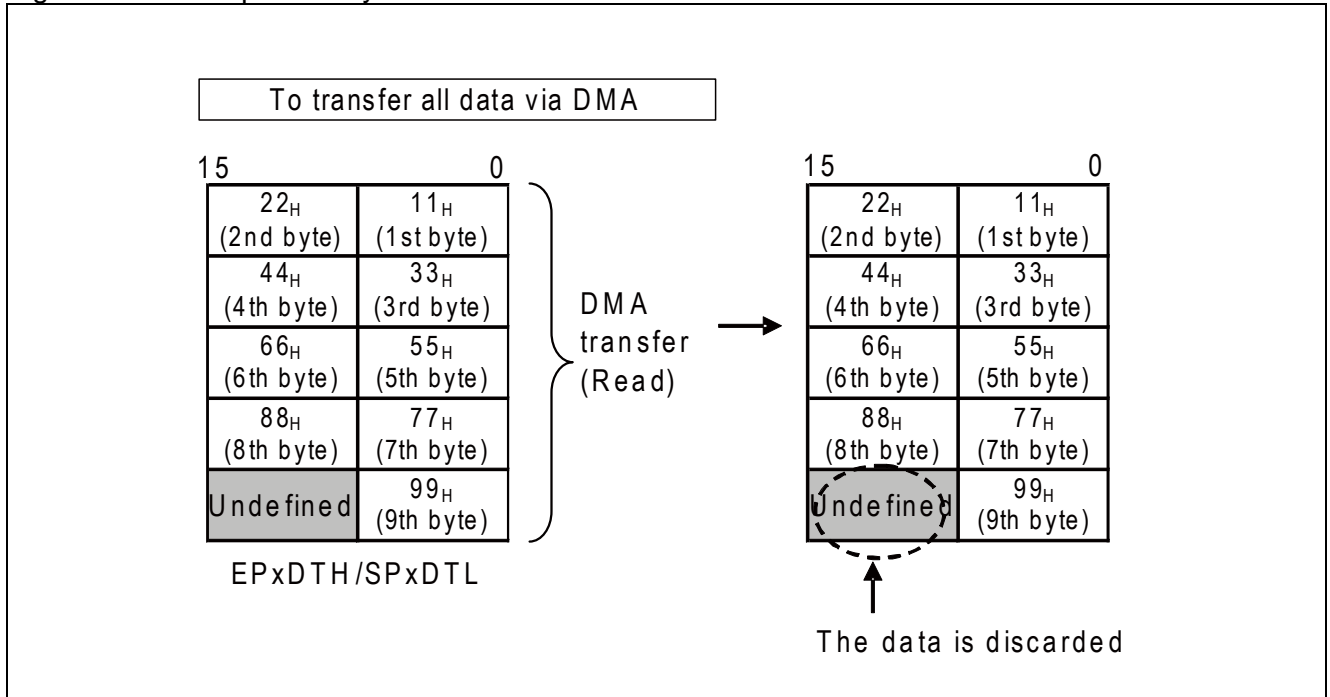 To transfer all data via DMA
15 0
22H 11H
(2nd byte) (1st byte)
44H 33H
(4th byte) (3rd byte)
66H 55H
(6th byte) (5th byte)
88H 77H
(8th byte) (7th byte)
Undefined 99H
(9th byte)
EPxDTH/SPxDTL
DMA
transfer
(Read)
15 0
22H 11H
(2nd byte) (1st byte)
44H 33H
(4th byte) (3rd byte)
66H 55H
(6th byte) (5th byte)
88H 77H
(8th byte) (7th byte)
Undefined 99H
(9th byte)
The data is discarded